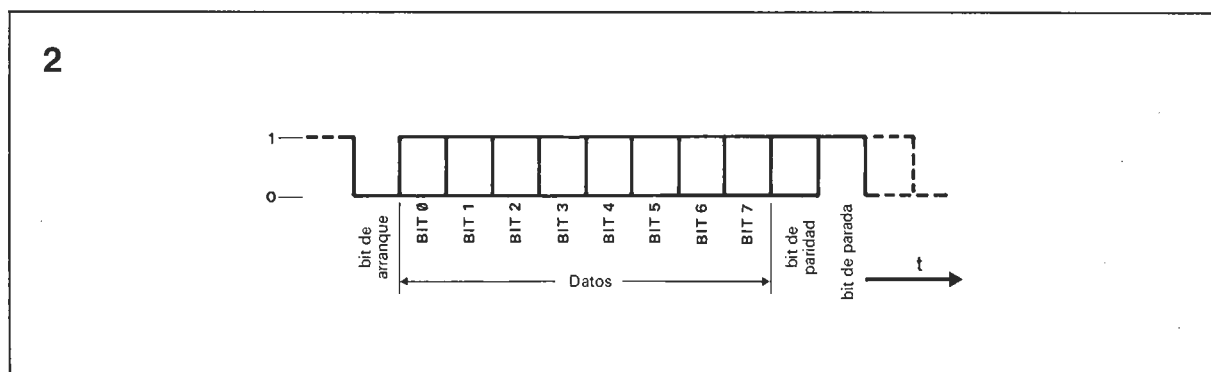 2
1
0
bit de
arranque
BIT 0
BIT 1
BIT 2
BIT 3
BIT 4
BIT 5
BIT 6
BIT 7
bit de
paridad
bit de parada
Datos
t